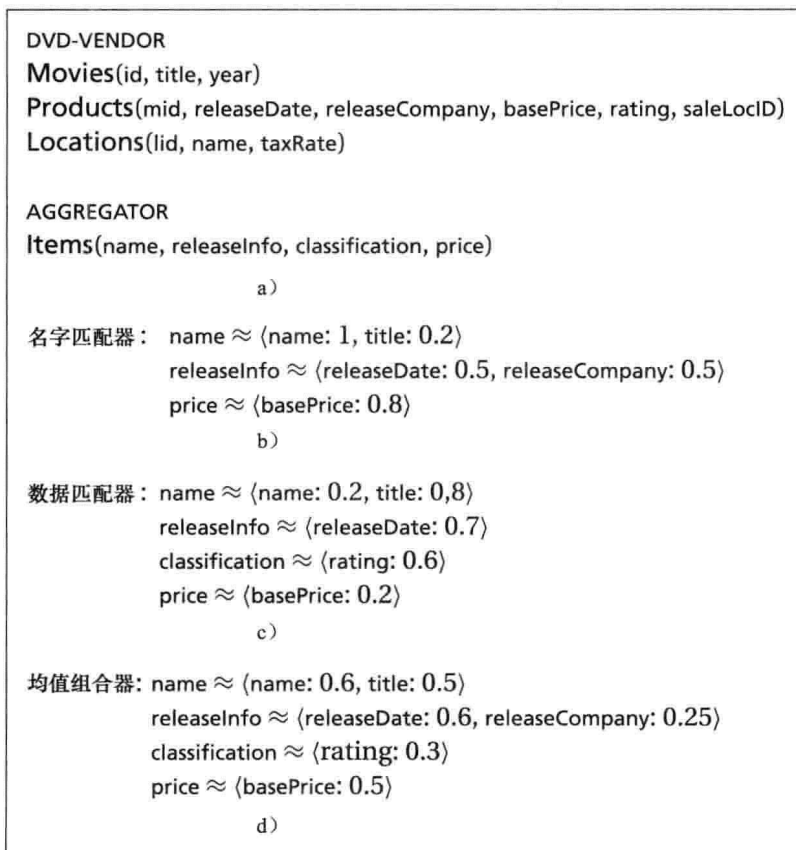 DVD-VENDOR
Movies(id, title, year)
Products(mid, releaseDate, releaseCompany, basePrice, rating, saleLocID)
Locations(lid, name, taxRate)
AGGREGATOR
Items(name, releaseInfo, classification, price)
a）
名字匹配器： name ≈ ⟨name: 1, title: 0.2⟩
releaseInfo ≈ ⟨releaseDate: 0.5, releaseCompany: 0.5⟩
price ≈ ⟨basePrice: 0.8⟩
b）
数据匹配器：name ≈ ⟨name: 0.2, title: 0,8⟩
releaseInfo ≈ ⟨releaseDate: 0.7⟩
classification ≈ ⟨rating: 0.6⟩
price ≈ ⟨basePrice: 0.2⟩
c）
均值组合器: name ≈ ⟨name: 0.6, title: 0.5⟩
releaseInfo ≈ ⟨releaseDate: 0.6, releaseCompany: 0.25⟩
classification ≈ ⟨rating: 0.3⟩
price ≈ ⟨basePrice: 0.5⟩
d）